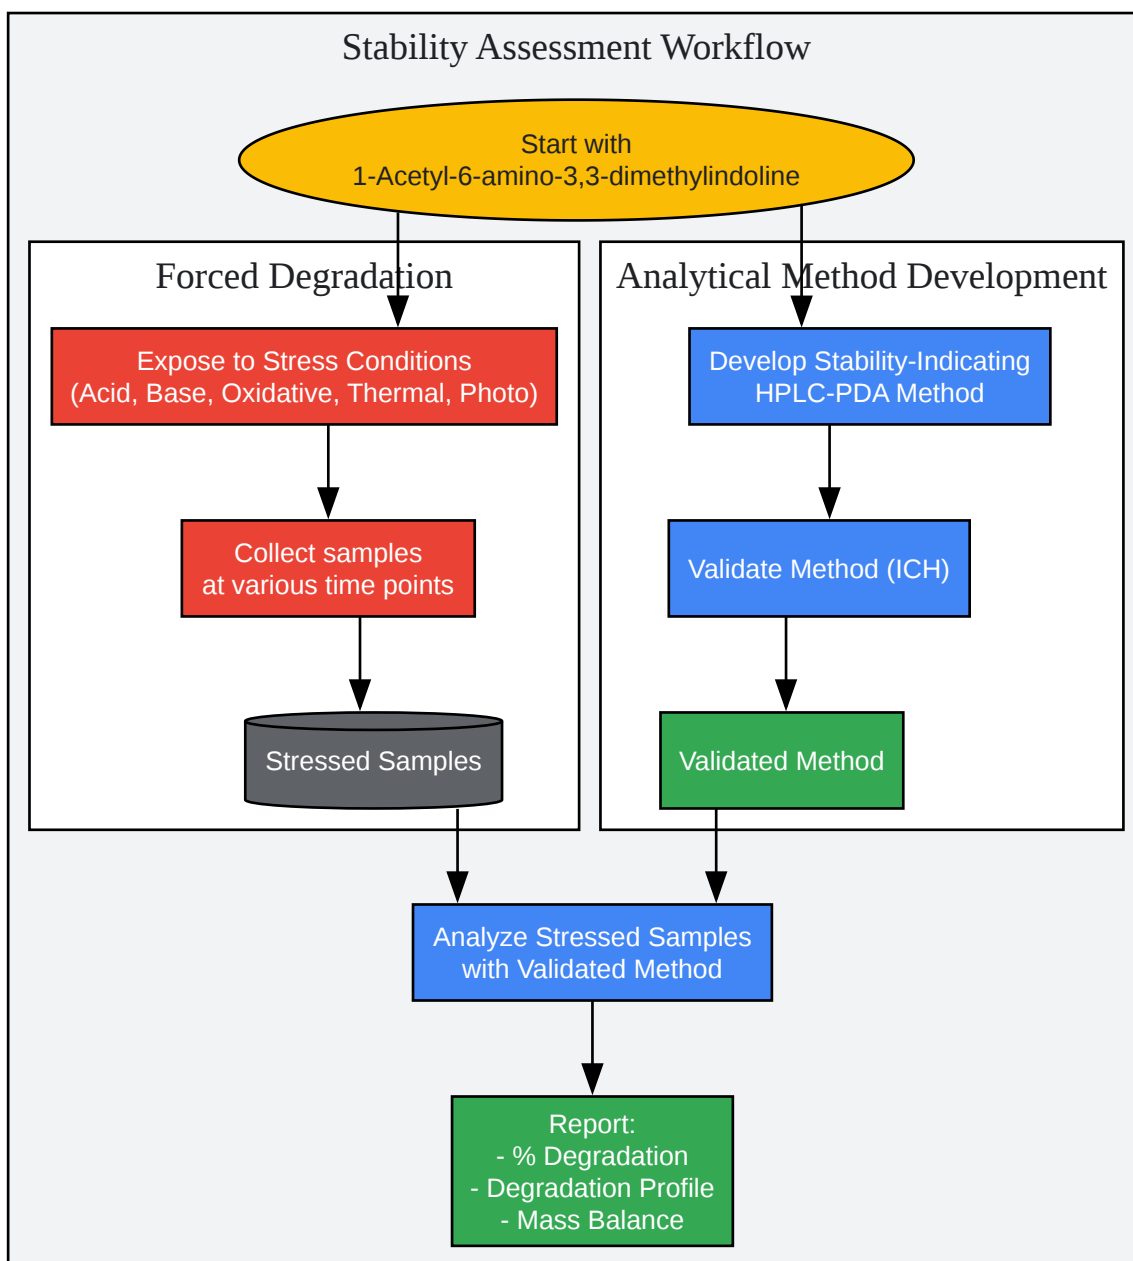 Stability Assessment Workflow
Start with
1-Acetyl-6-amino-3,3-dimethylindoline
Forced Degradation
Expose to Stress Conditions
(Acid, Base, Oxidative, Thermal, Photo)
Collect samples
at various time points
Stressed Samples
Analytical Method Development
Develop Stability-Indicating
HPLC-PDA Method
Validate Method (ICH)
Validated Method
Analyze Stressed Samples
with Validated Method
Report:
- % Degradation
- Degradation Profile
- Mass Balance